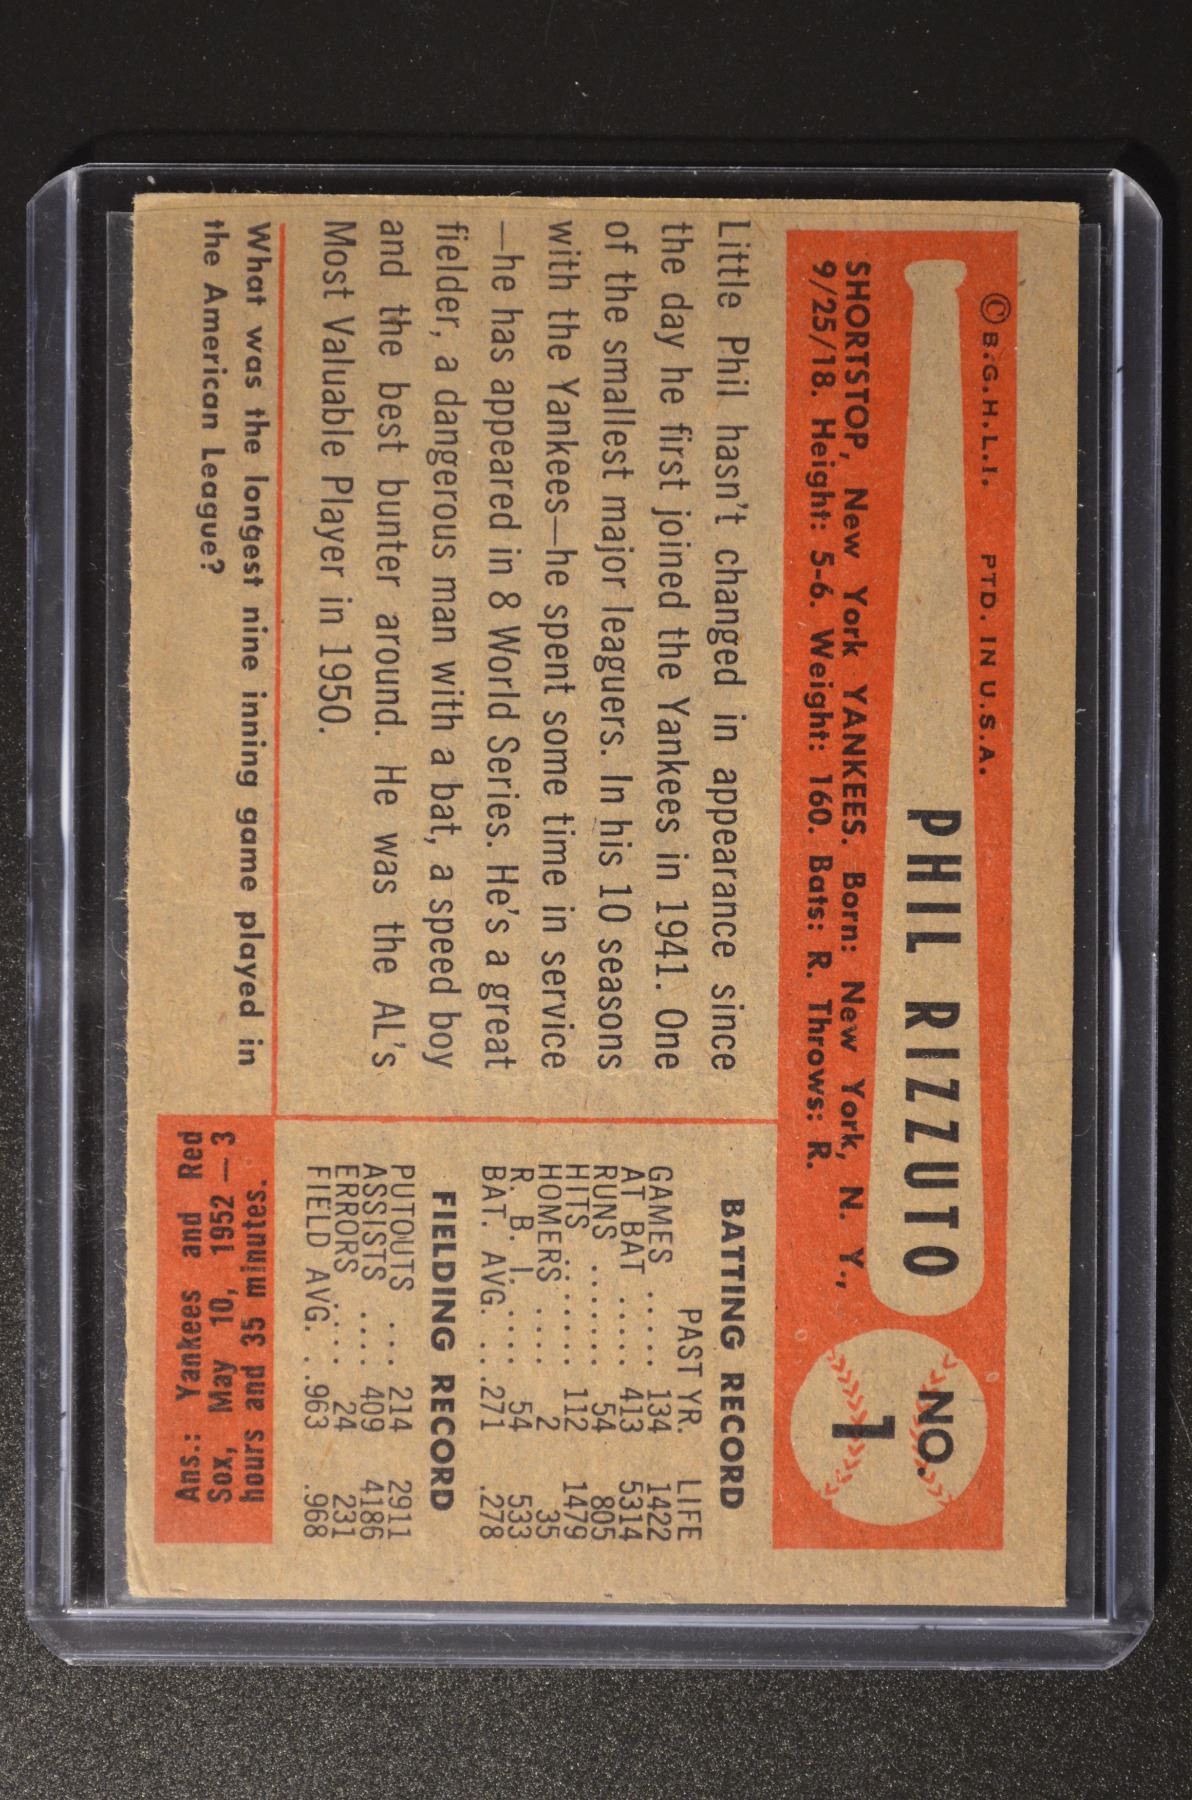 © B.G.H.L.I. PTD. IN U.S.A.
PHIL RIZZUTO
NO.
1
SHORTSTOP, New York YANKEES. Born: New York, N. Y.,
9/25/18. Height: 5-6. Weight: 160. Bats: R. Throws: R.
Little Phil hasn't changed in appearance since
the day he first joined the Yankees in 1941. One
of the smallest major leaguers. In his 10 seasons
with the Yankees—he spent some time in service
—he has appeared in 8 World Series. He's a great
fielder, a dangerous man with a bat, a speed boy
and the best bunter around. He was the AL's
Most Valuable Player in 1950.
BATTING RECORD
PAST YR. LIFE
GAMES ..... 134 1422
AT BAT ..... 413 5314
RUNS ....... 54 805
HITS ....... 112 1479
HOMERS .... 2 35
R. B. I. .... 54 533
BAT. AVG. ...271 .278
FIELDING RECORD
PUTOUTS ... 214 2911
ASSISTS .... 409 4186
ERRORS .... 24 231
FIELD AVG. ..963 .968
What was the longest nine inning game played in
the American League?
Ans.: Yankees and Red
Sox, May 10, 1952—3
hours and 35 minutes.